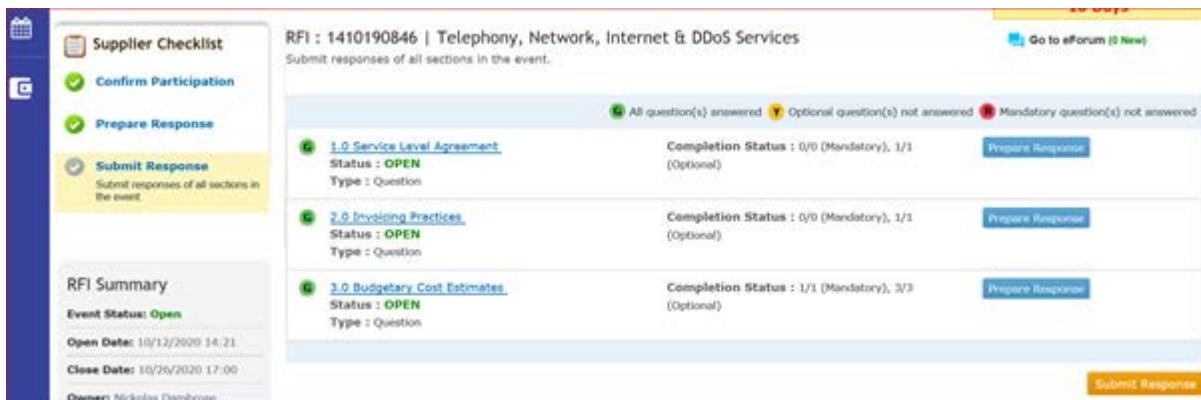 Supplier Checklist
Confirm Participation
Prepare Response
Submit Response
Submit responses of all sections in
the event
RFI Summary
Event Status: Open
Open Date: 10/12/2020 14:21
Close Date: 10/26/2020 17:00
Owner: Nickolas
RFI : 1410190846 | Telephony, Network, Internet & DDoS Services
Submit responses of all sections in the event.
Days
Go to eForum (0 New)
G All question(s) answered Y Optional question(s) not answered R Mandatory question(s) not answered
G 1.0 Service Level Agreement
Status : OPEN
Type : Question
Completion Status : 0/0 (Mandatory), 1/1
(Optional)
Prepare Response
G 2.0 Invoicing Practices
Status : OPEN
Type : Question
Completion Status : 0/0 (Mandatory), 1/1
(Optional)
Prepare Response
G 3.0 Budgetary Cost Estimates
Status : OPEN
Type : Question
Completion Status : 1/1 (Mandatory), 3/3
(Optional)
Prepare Response
Submit Response